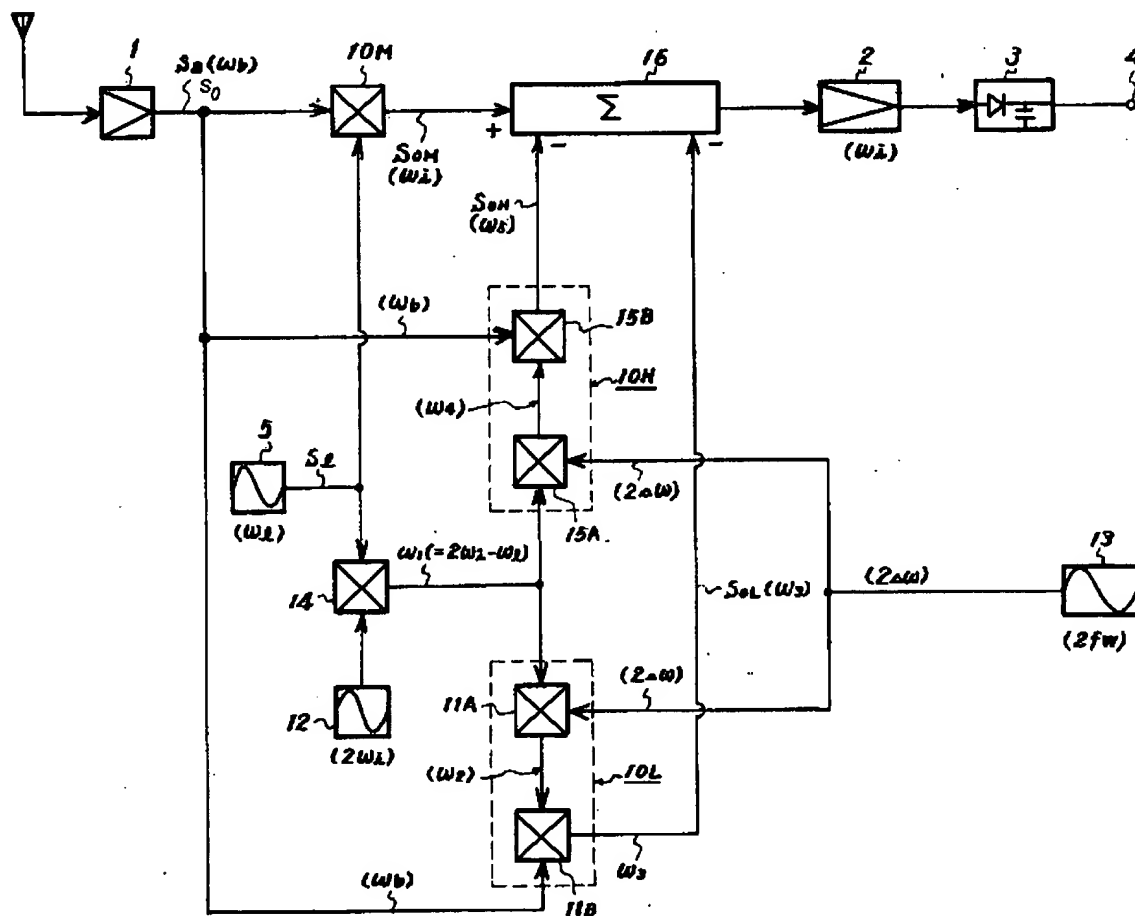 1
SB(ωb)
S0
10M
SOM
(ωi)
+
16
Σ
-
-
2
(ωi)
3
4
SOH
(ω5)
(ωb)
15B
10H
(ω4)
15A
(2Δω)
5
Sℓ
(ωℓ)
14
ω1(=2ωi-ωℓ)
12
(2ωi)
SOL(ω3)
(2Δω)
13
(2fw)
11A
(2Δω)
(ω2)
10L
ω3
(ωb)
11B